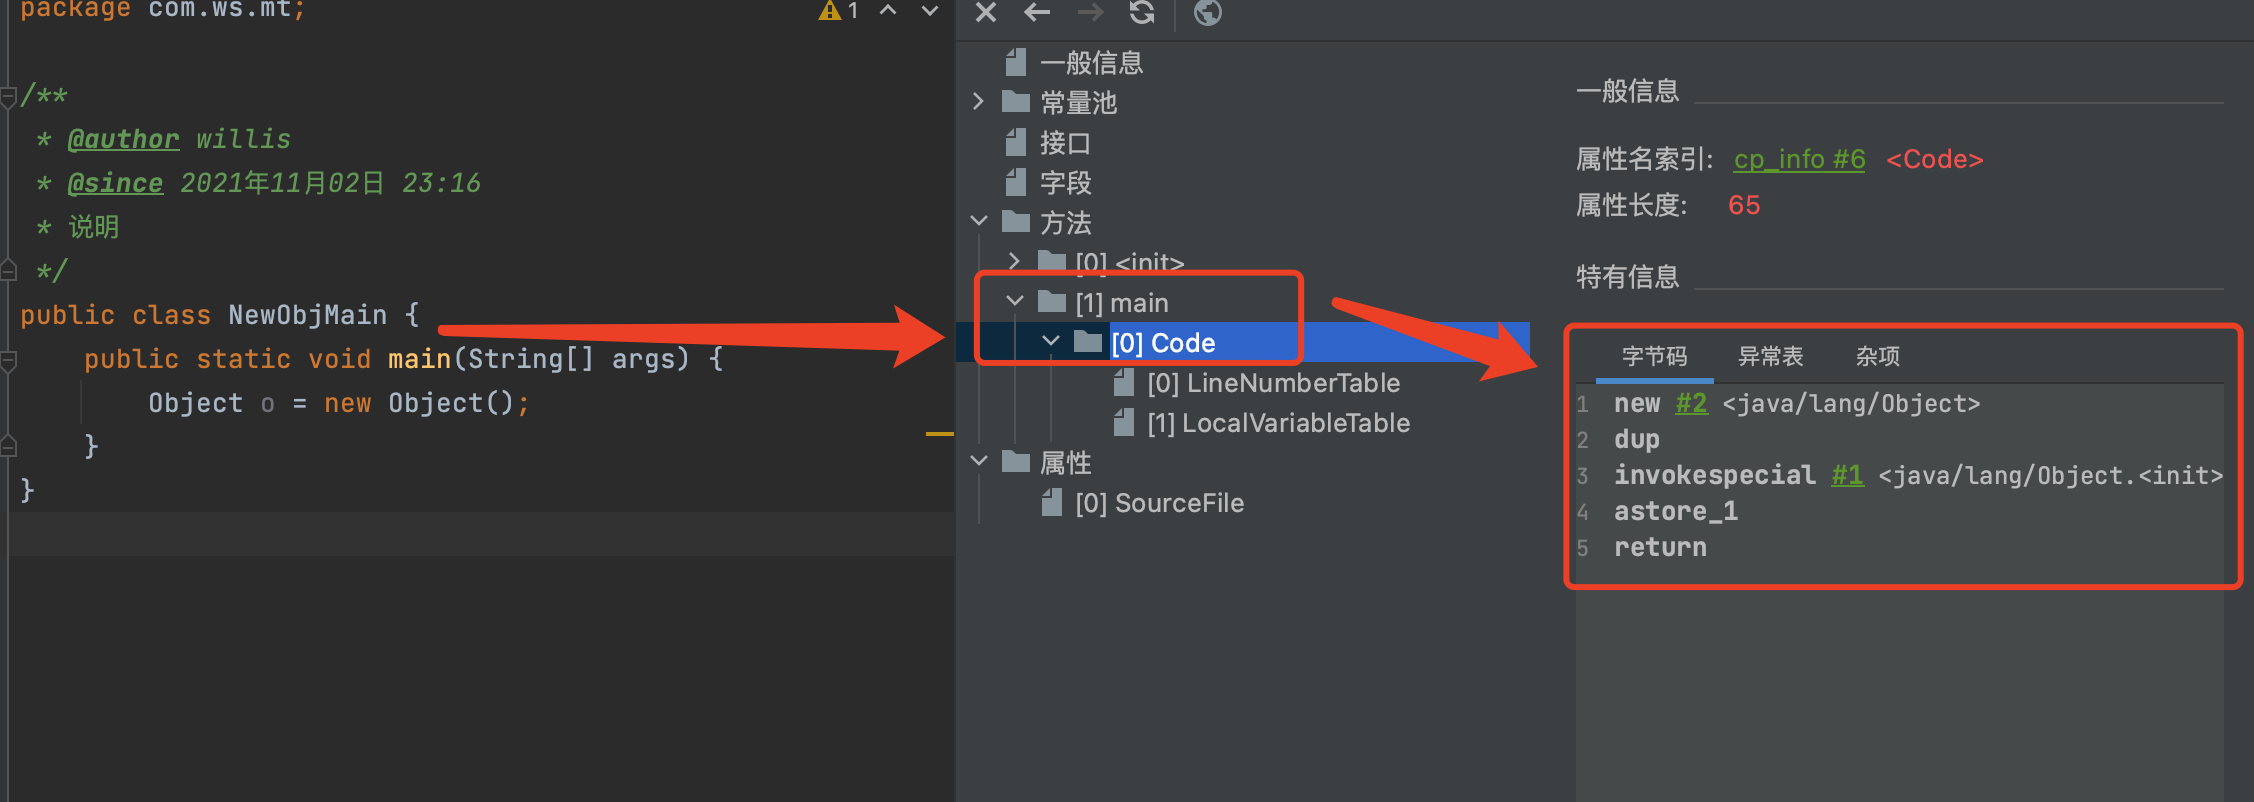 package com.ws.mt;
1
/**
* @author willis
* @since 2021年11月02日 23:16
* 说明
*/
public class NewObjMain {
public static void main(String[] args) {
Object o = new Object();
}
}
一般信息
常量池
接口
字段
方法
[0] <init>
[1] main
[0] Code
[0] LineNumberTable
[1] LocalVariableTable
属性
[0] SourceFile
一般信息
属性名索引: cp_info #6 <Code>
属性长度: 65
特有信息
字节码 异常表 杂项
1 new #2 <java/lang/Object>
2 dup
3 invokespecial #1 <java/lang/Object.<init>
4 astore_1
5 return